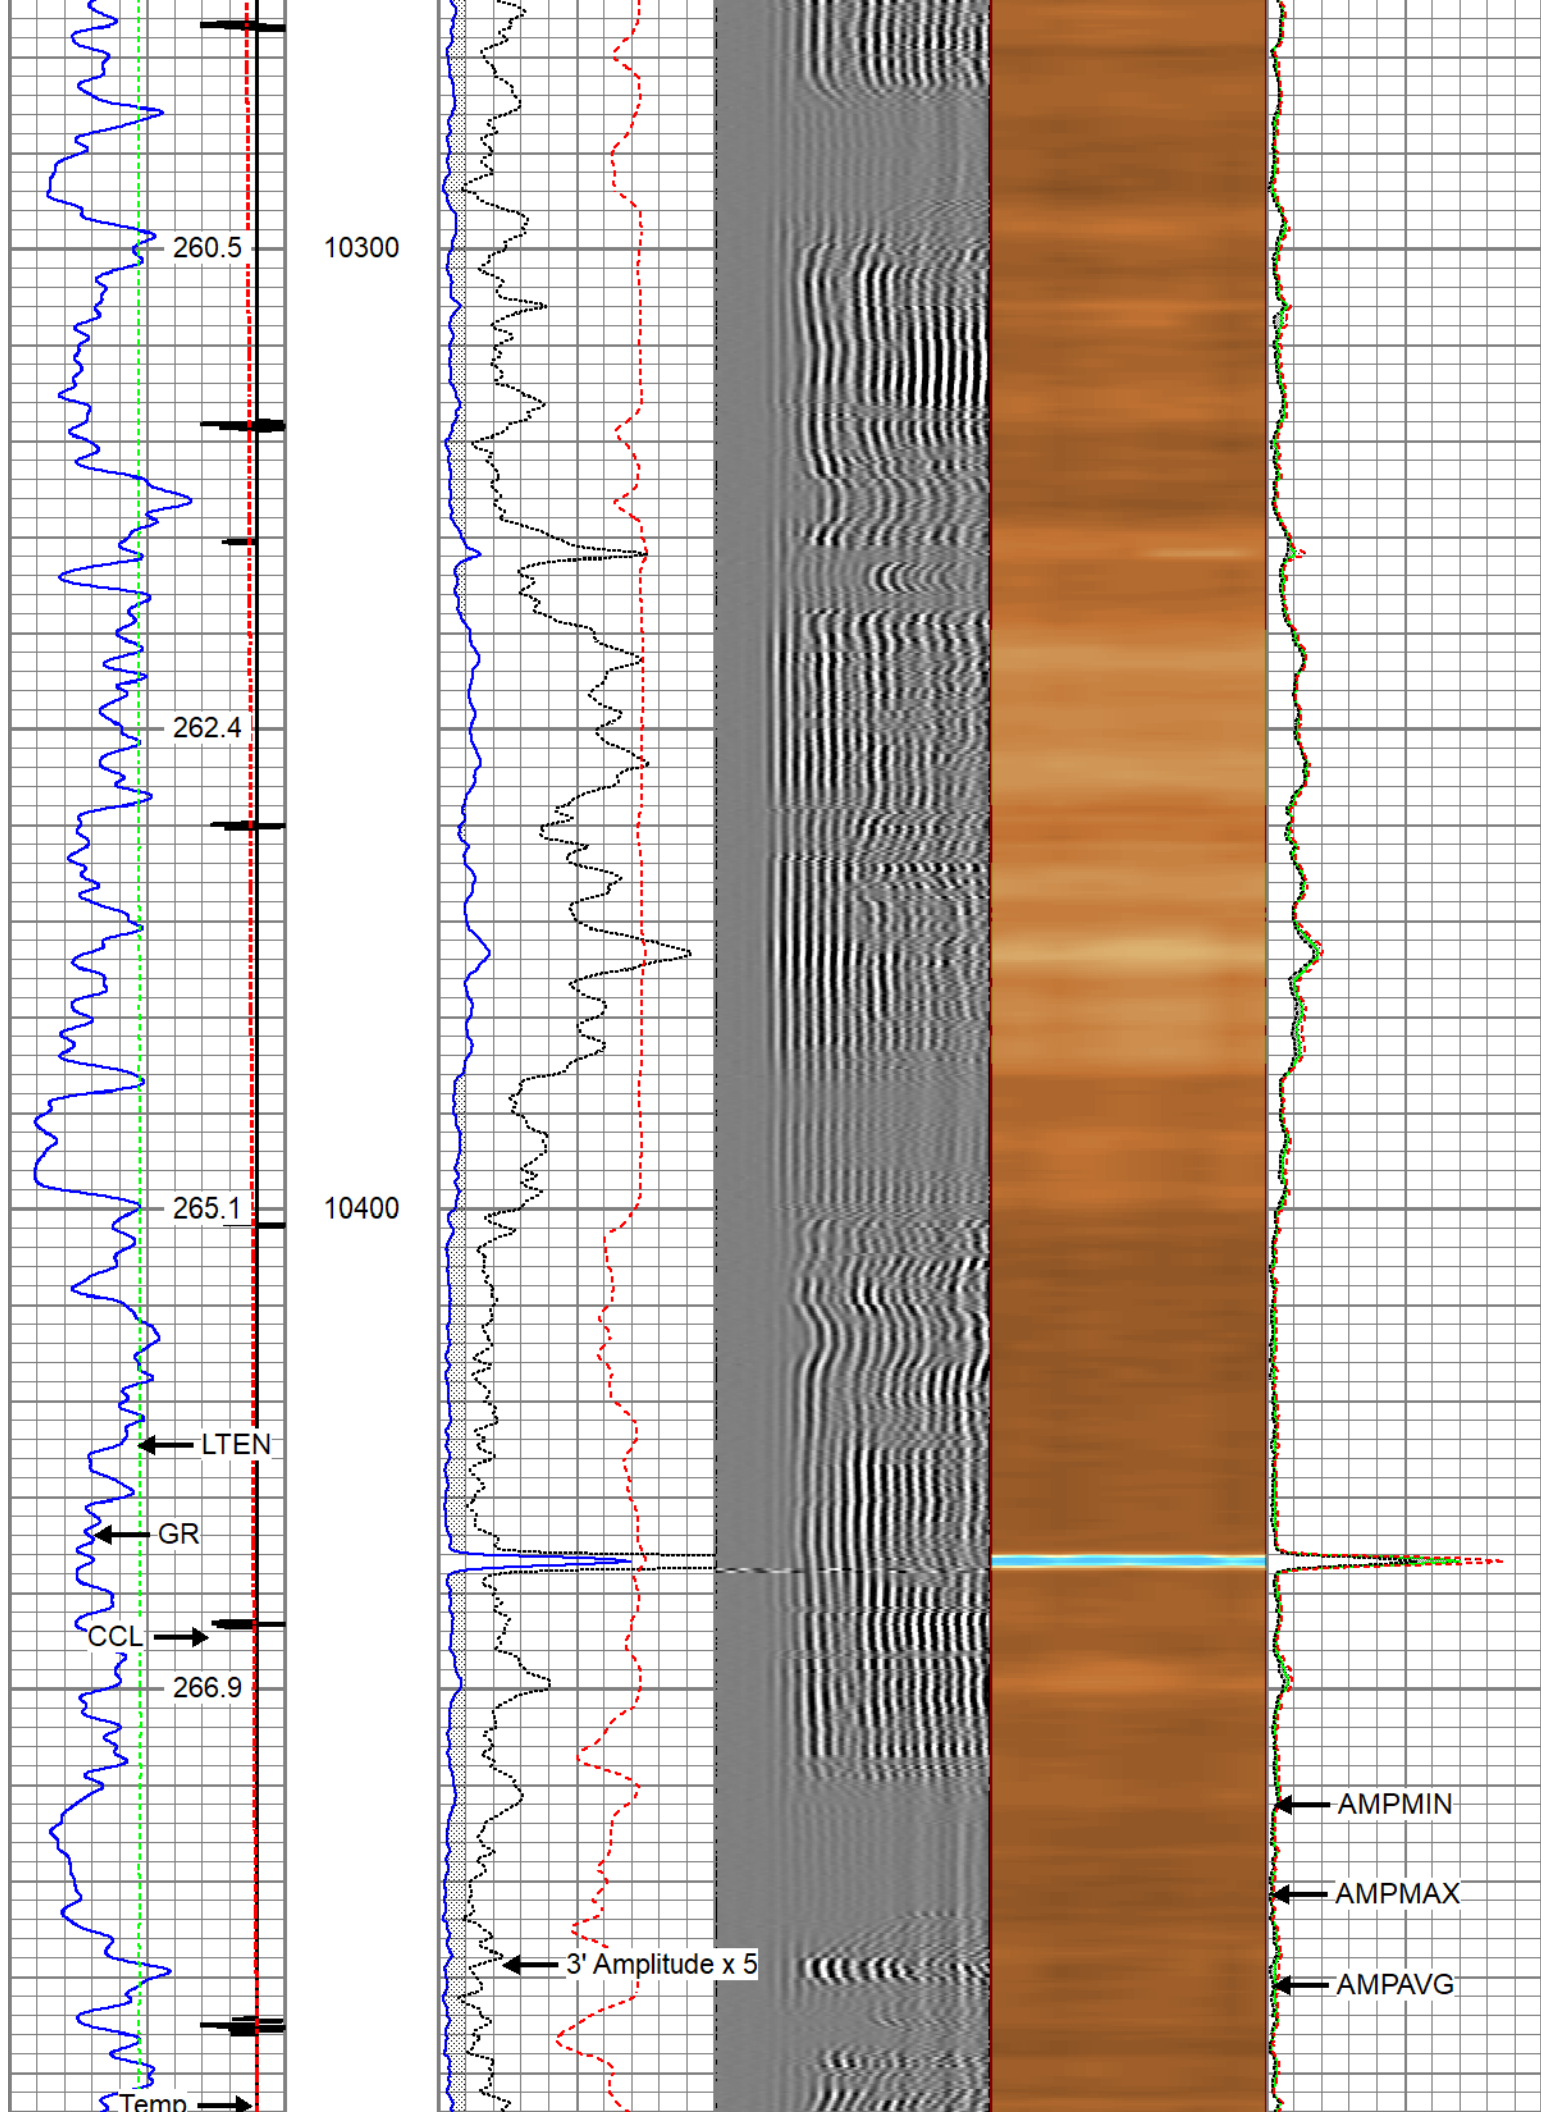 260.5 10300
262.4
265.1 10400
LTEN
GR
CCL
266.9
AMPMIN
AMPMAX
3' Amplitude x 5
AMPAVG
Temp